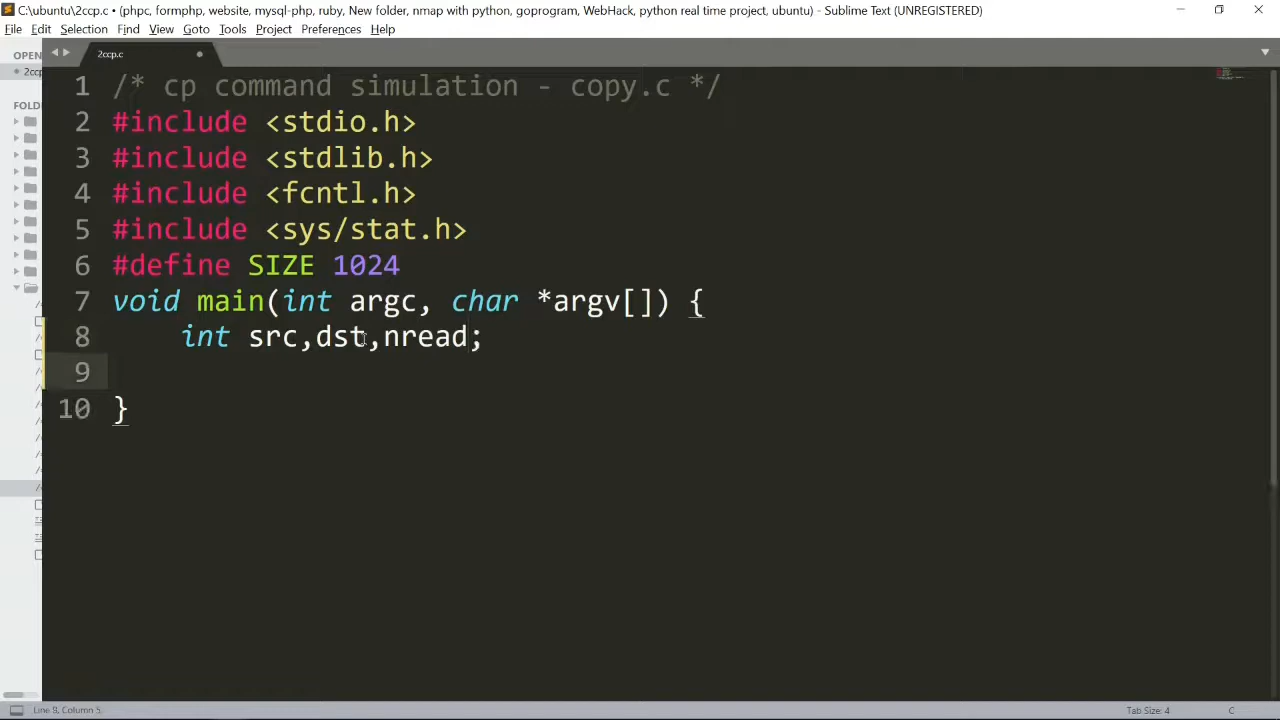 C:\ubuntu\2ccp.c • (phpc, formphp, website, mysql-php, ruby, New folder, nmap with python, goprogram, WebHack, python real time project, ubuntu) - Sublime Text (UNREGISTERED)
File Edit Selection Find View Goto Tools Project Preferences Help
OPEN
2ccp.c
2ccp
FOLD
1 /* cp command simulation - copy.c */
2 #include <stdio.h>
3 #include <stdlib.h>
4 #include <fcntl.h>
5 #include <sys/stat.h>
6 #define SIZE 1024
7 void main(int argc, char *argv[]) {
8 int src,dst,nread;
9
10 }
Line 9, Column 5
Tab Size: 4
C